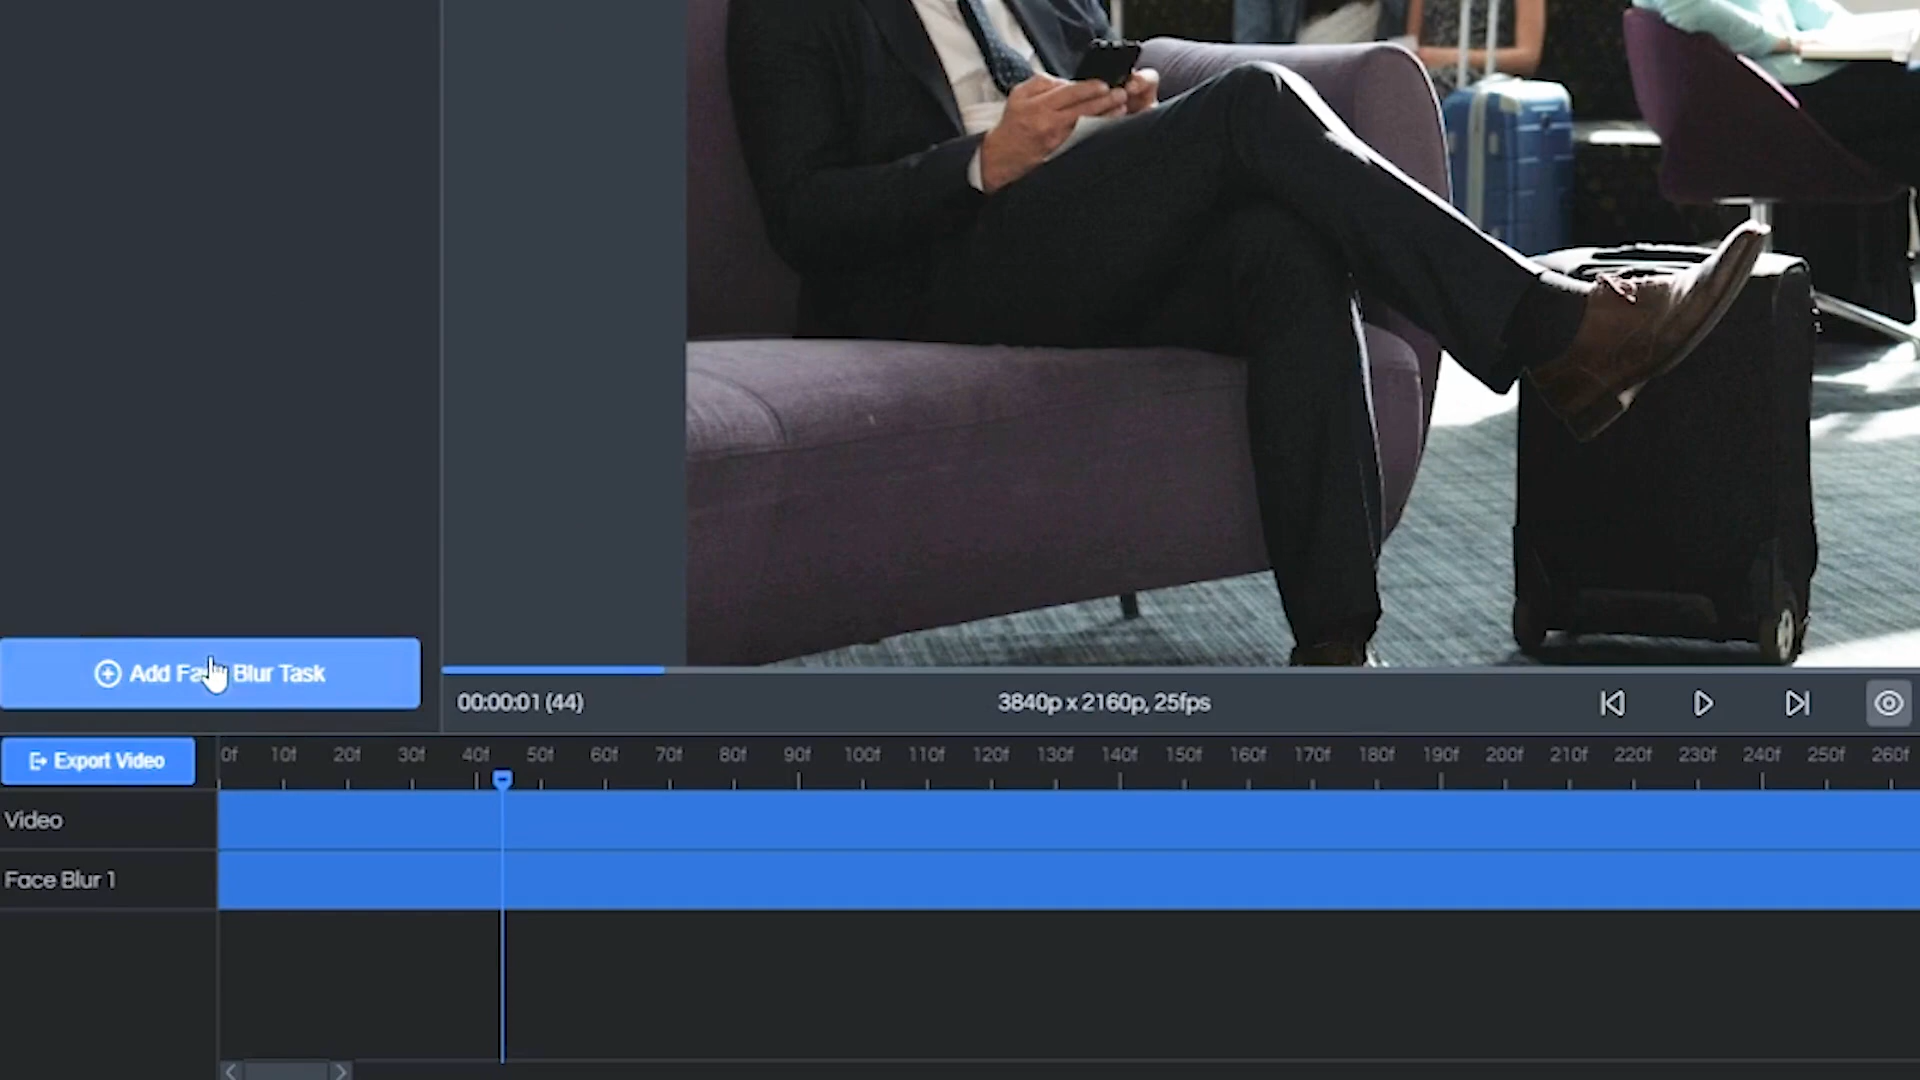 Add Face Blur Task
00:00:01 (44)
3840p x 2160p, 25fps
Export Video
0f 10f 20f 30f 40f 50f 60f 70f 80f 90f 100f 110f 120f 130f 140f 150f 160f 170f 180f 190f 200f 210f 220f 230f 240f 250f 260f
Video
Face Blur 1